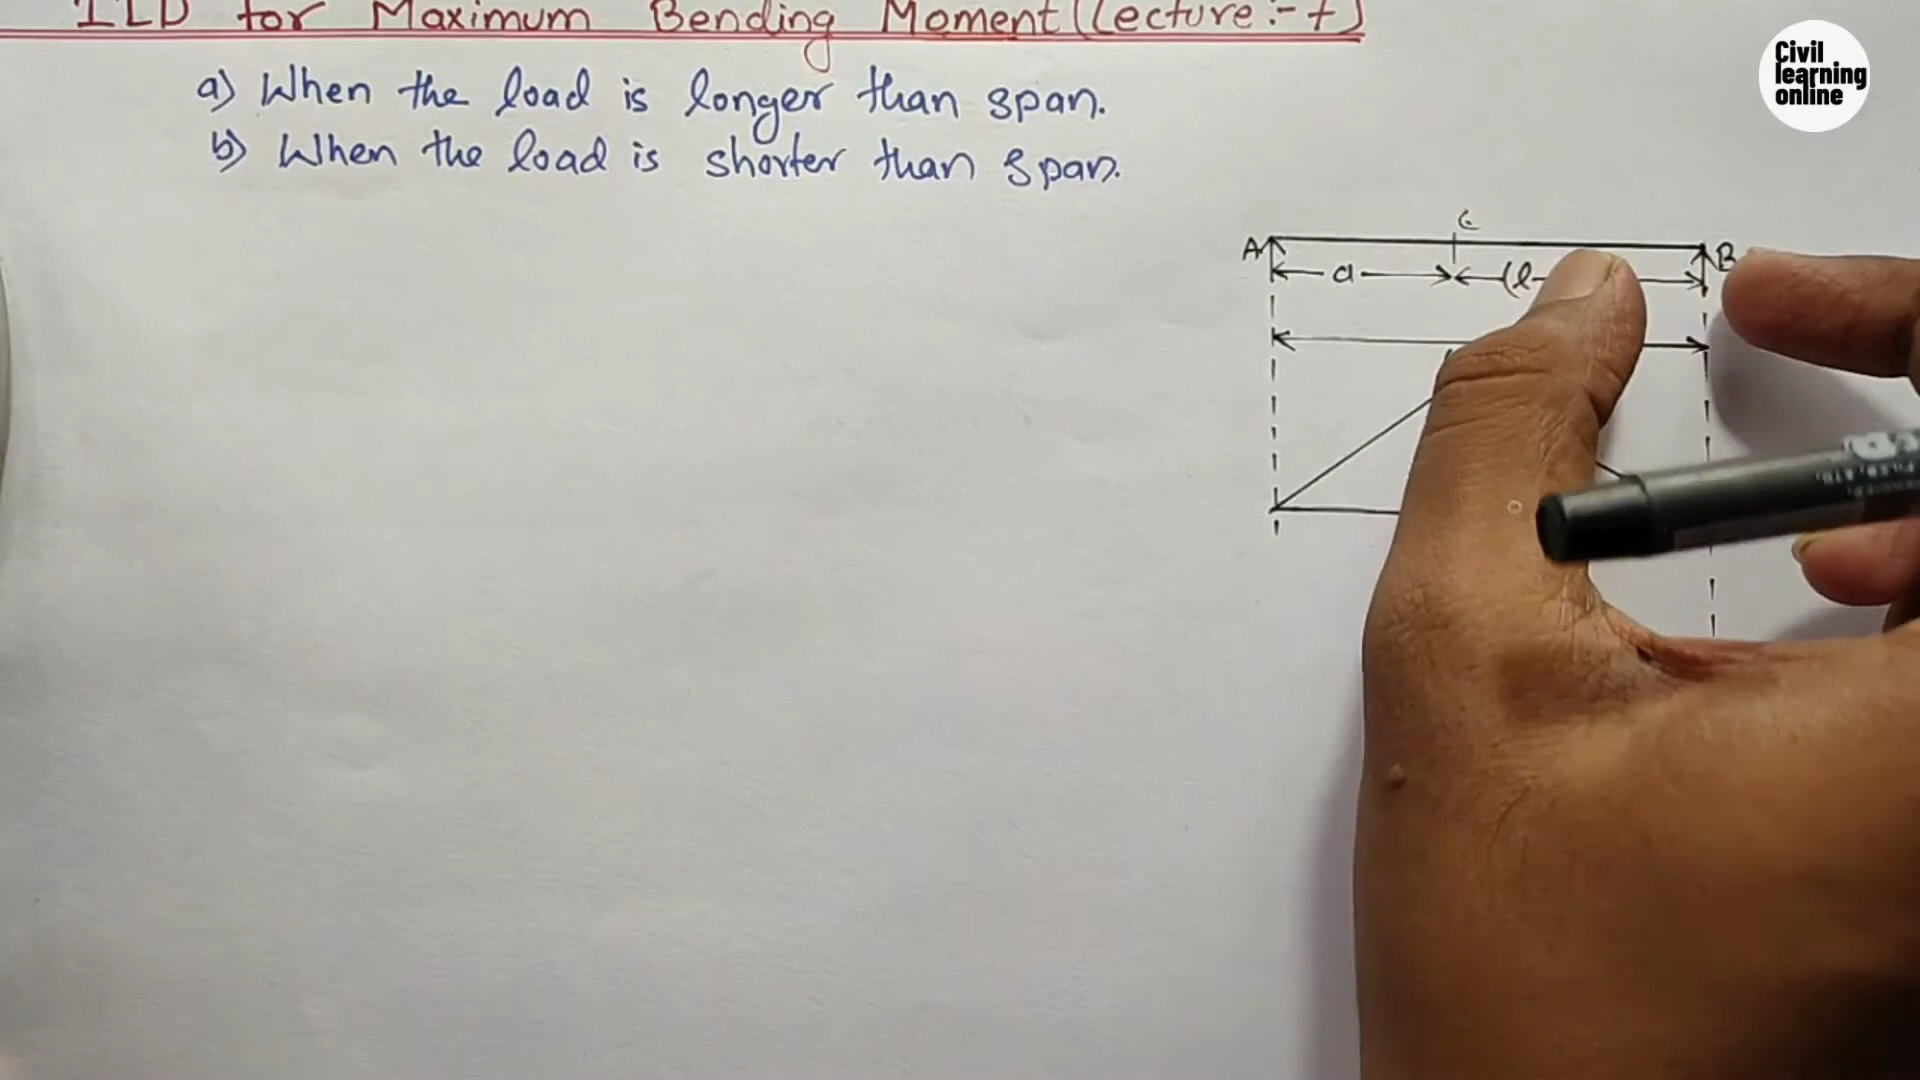 ILD for Maximum Bending Moment (Lecture :- 7)
a) When the load is longer than span.
b) When the load is shorter than span.
Civil
learning
online
C
A B
a (l-